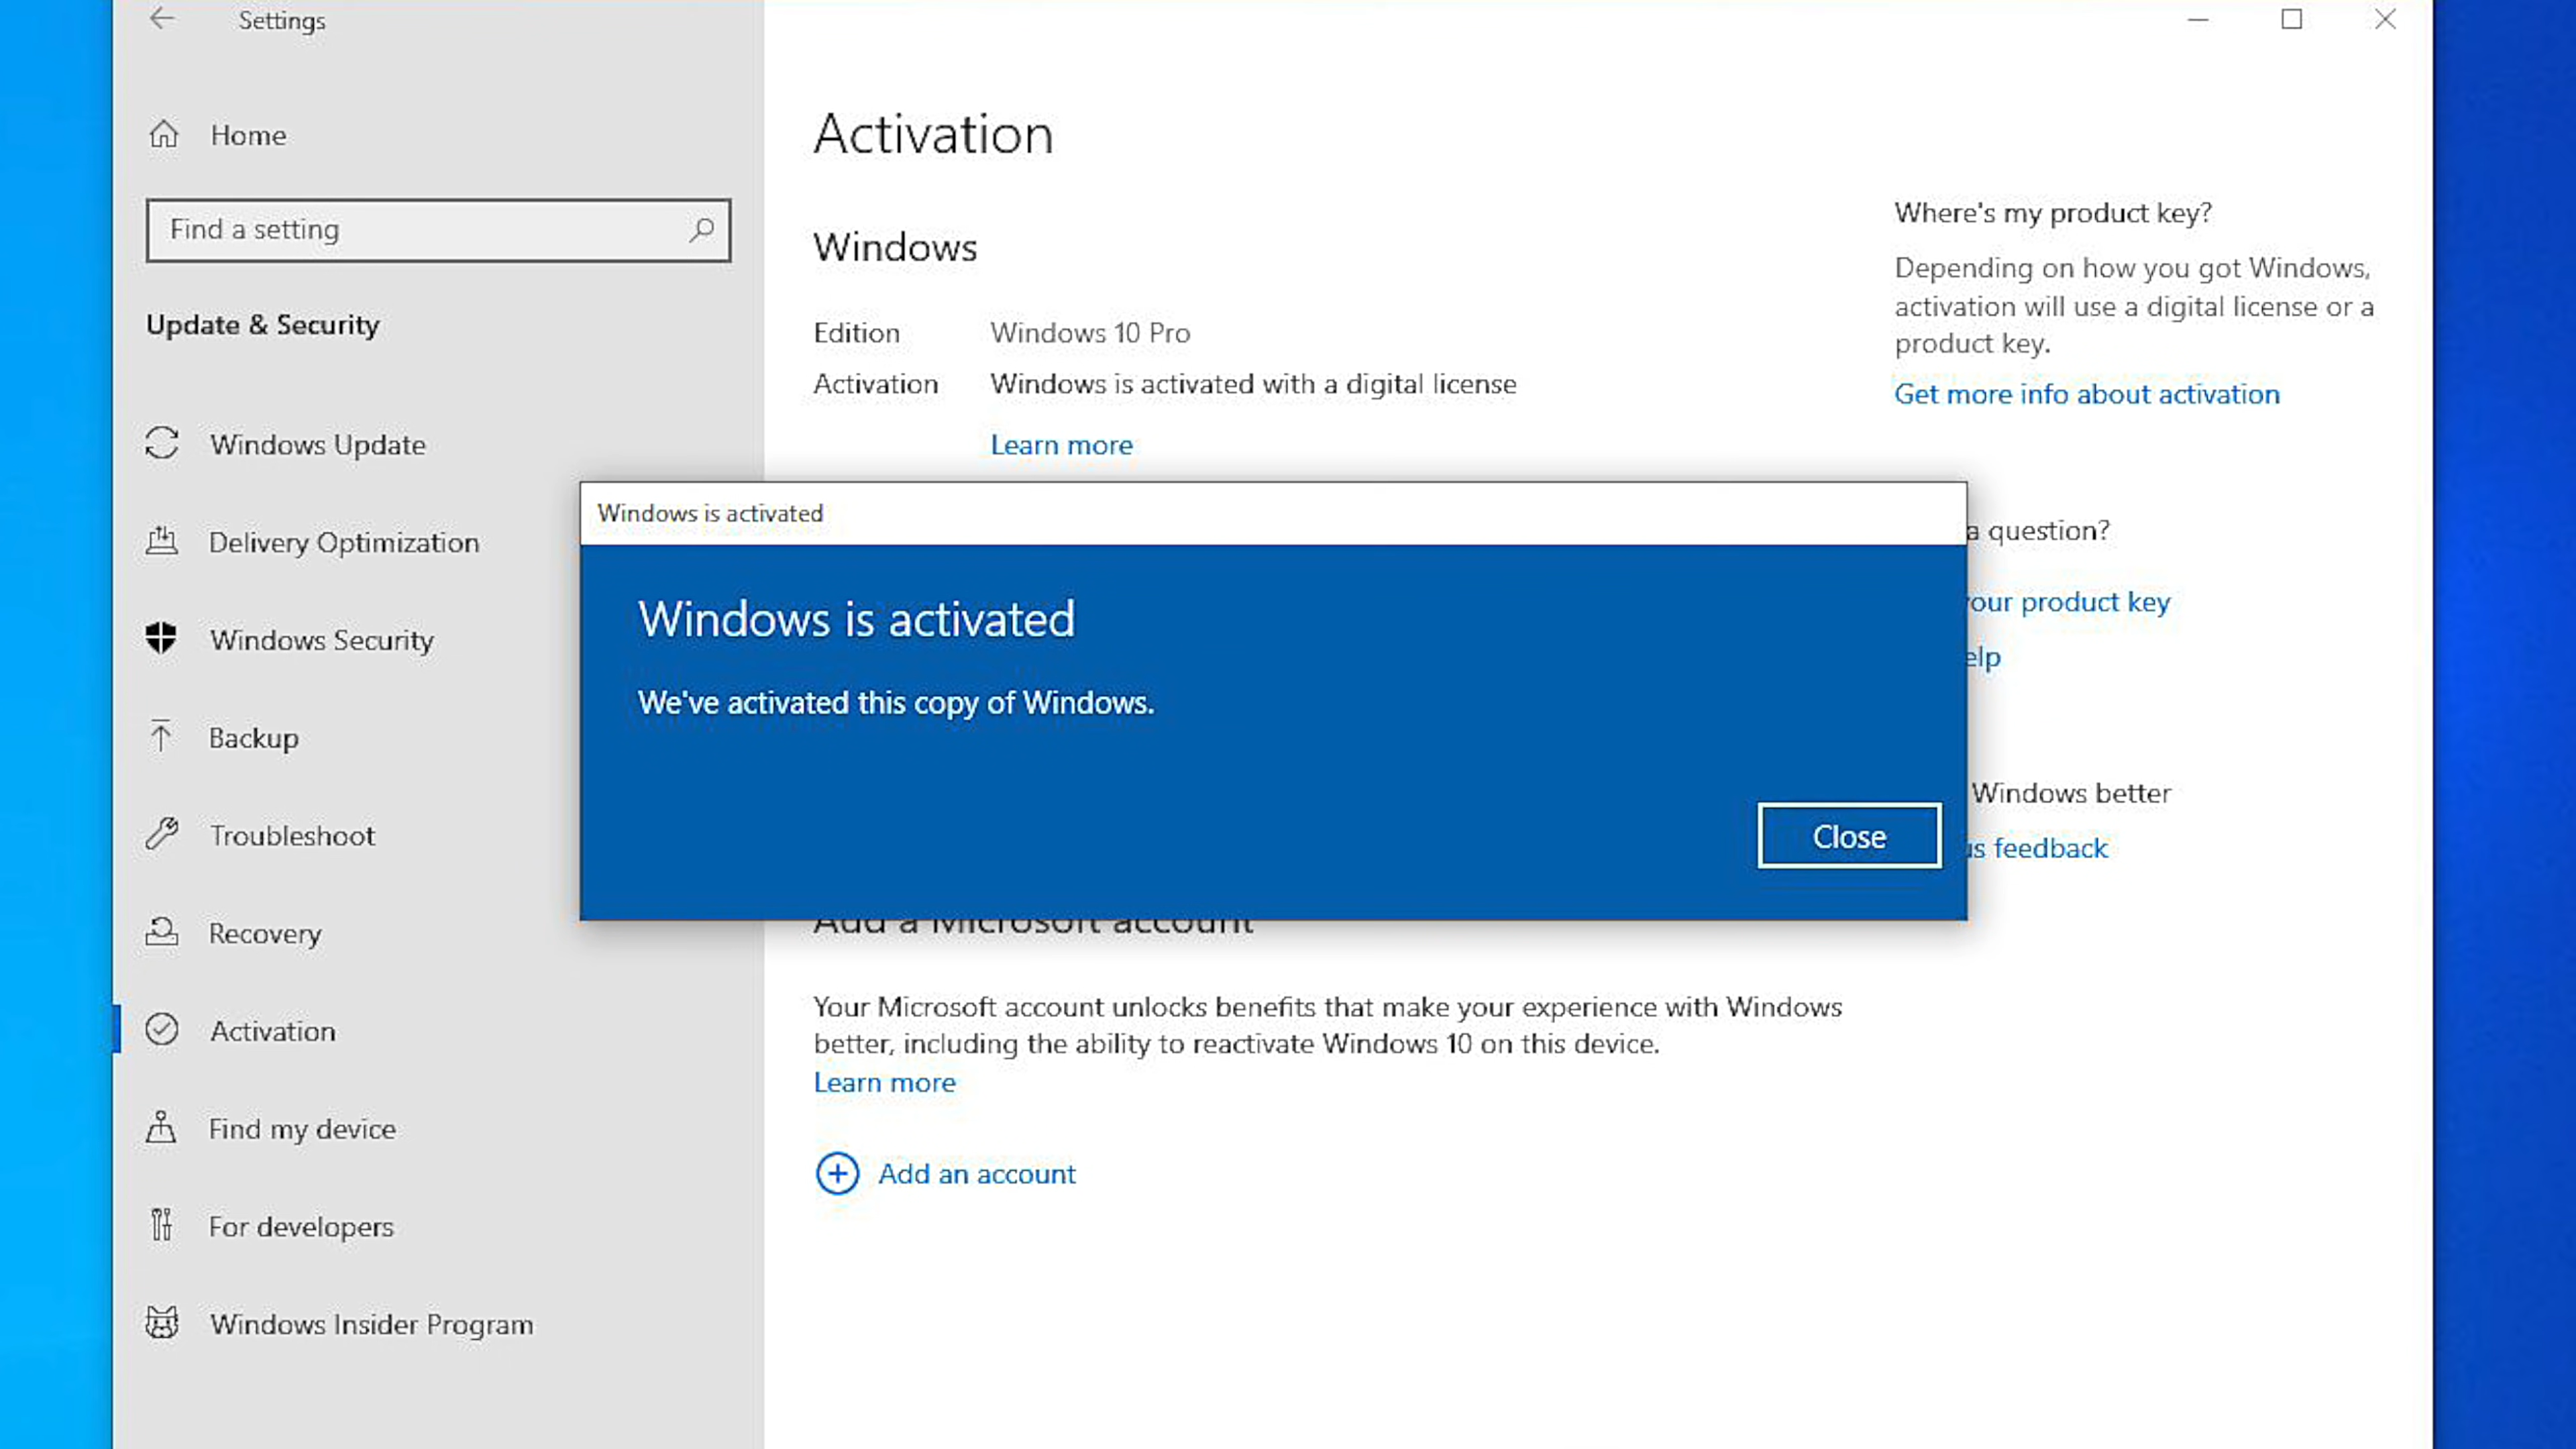 Settings
Home
Find a setting
Update & Security
Windows Update
Delivery Optimization
Windows Security
Backup
Troubleshoot
Recovery
Activation
Find my device
For developers
Windows Insider Program
Activation
Windows
Edition Windows 10 Pro
Activation Windows is activated with a digital license
Learn more
Windows is activated
Windows is activated
We've activated this copy of Windows.
Close
Add a Microsoft account
Your Microsoft account unlocks benefits that make your experience with Windows
better, including the ability to reactivate Windows 10 on this device.
Learn more
Add an account
Where's my product key?
Depending on how you got Windows,
activation will use a digital license or a
product key.
Get more info about activation
a question?
our product key
elp
Windows better
us feedback